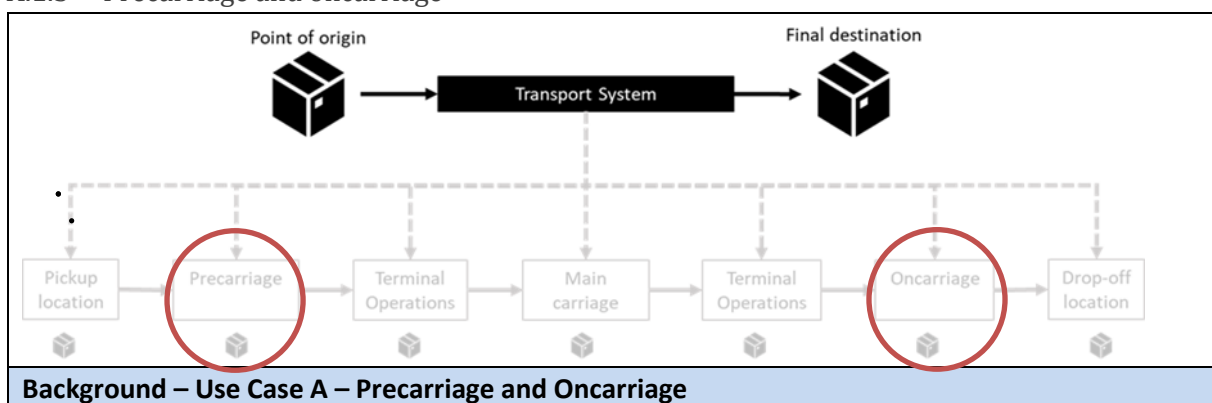 Point of origin
Final destination
Transport System
Pickup
location
Precarriage
Terminal
Operations
Main
carriage
Terminal
Operations
Oncarriage
Drop-off
location
Background – Use Case A – Precarriage and Oncarriage